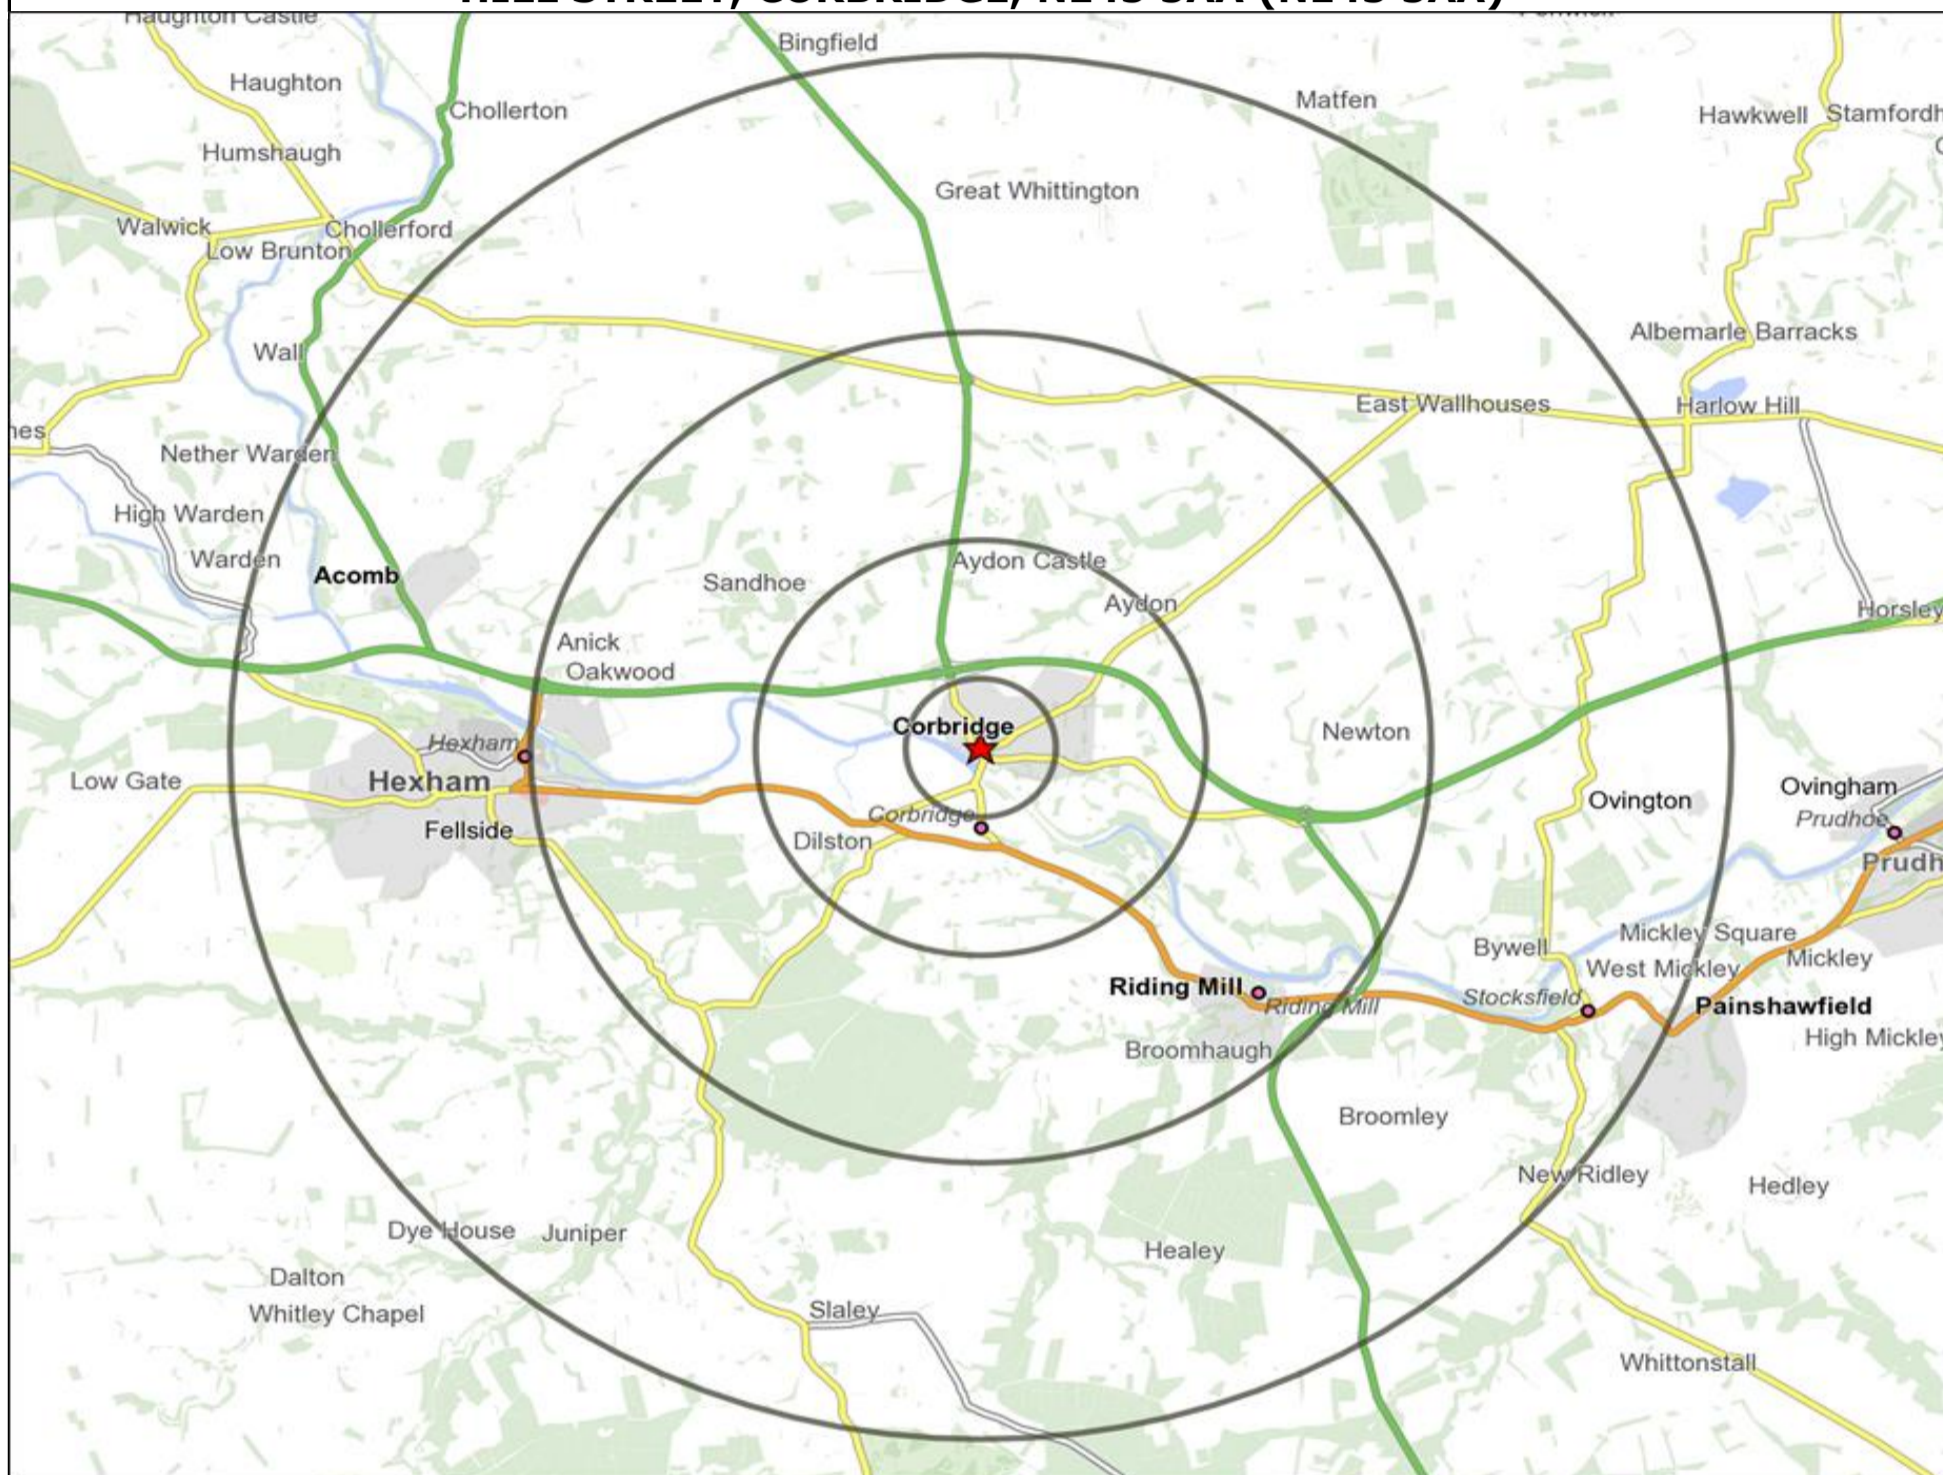 Haughton Castle
Bingfield
Haughton
Chollerton
Matfen
Hawkwell
Humshaugh
Great Whittington
Walwick
Chollerford
Low Brunton
Albemarle Barracks
Wall
East Wallhouses
Harlow Hill
Nether Warden
High Warden
Warden
Acomb
Sandhoe
Aydon Castle
Aydon
Horsley
Anick
Oakwood
Corbridge
Newton
Hexham
Low Gate
Hexham
Ovington
Ovingham
Prudhoe
Fellside
Corbridge
Dilston
Prudh
Mickley Square
Bywell
West Mickley
Mickley
Riding Mill
Stocksfield
Riding Mill
Painshawfield
High Mickley
Broomhaugh
Broomley
New Ridley
Hedley
Dye House
Juniper
Healey
Dalton
Whitley Chapel
Slaley
Whittonstall